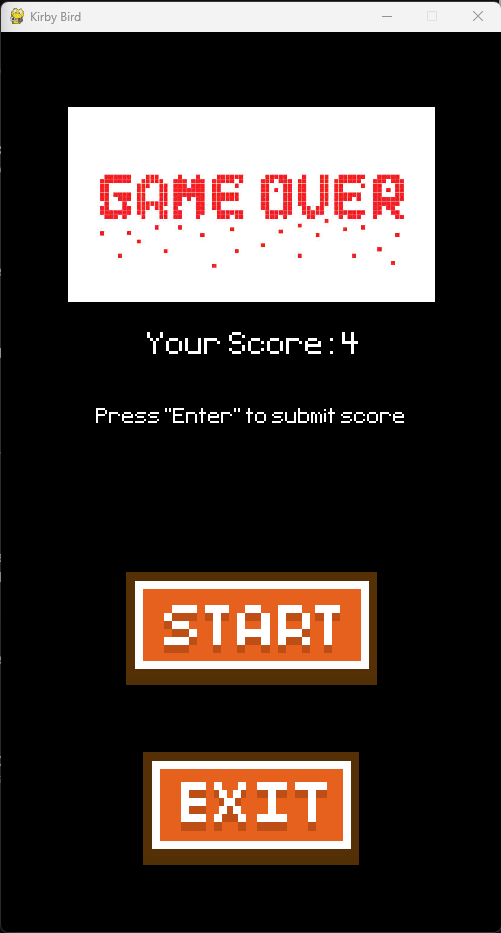 Kirby Bird
GAME OVER
Your Score : 4
Press "Enter" to submit score
START
EXIT